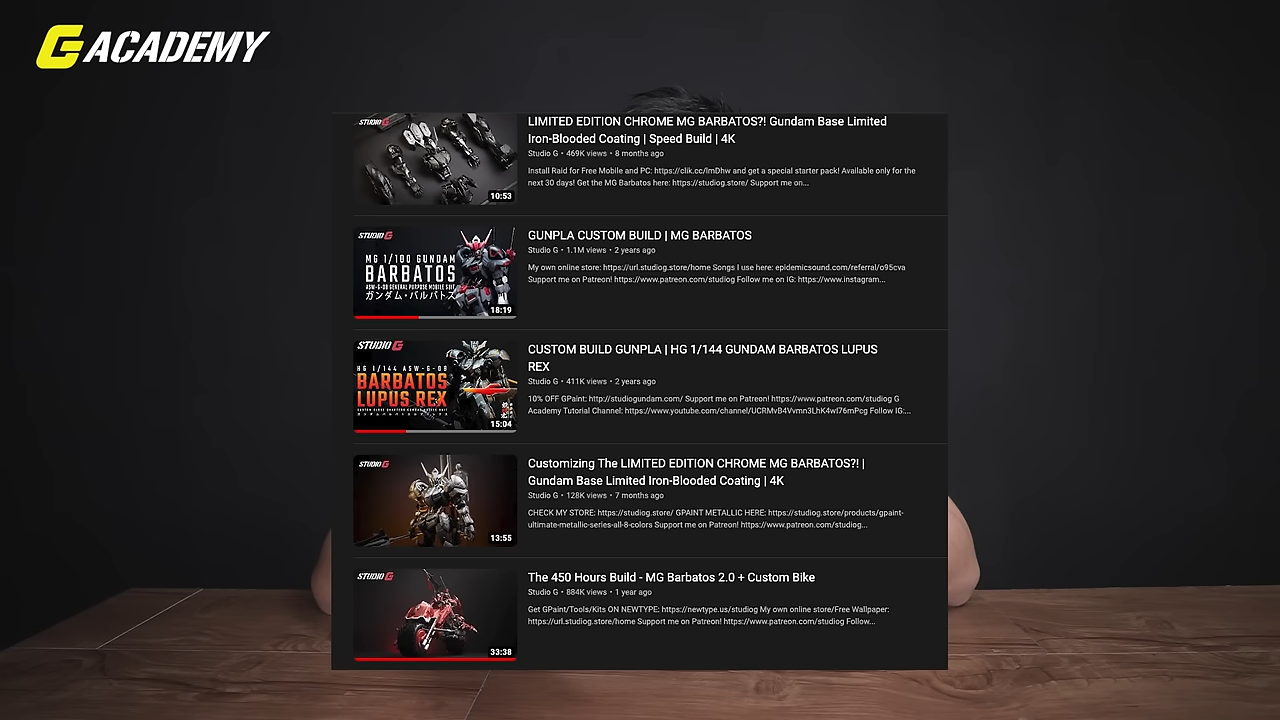 G ACADEMY
STUDIO G
10:53
LIMITED EDITION CHROME MG BARBATOS?! Gundam Base Limited
Iron-Blooded Coating | Speed Build | 4K
Studio G • 469K views • 8 months ago
Install Raid for Free Mobile and PC: https://clik.cc/lmDhw and get a special starter pack! Available only for the
next 30 days! Get the MG Barbatos here: https://studiog.store/ Support me on...
STUDIO G
MG 1/100 GUNDAM
BARBATOS
ASW-G-08 GENERAL PURPOSE MOBILE SUIT
ガンダム・バルバトス
18:19
GUNPLA CUSTOM BUILD | MG BARBATOS
Studio G • 1.1M views • 2 years ago
My own online store: https://url.studiog.store/home Songs I use here: epidemicsound.com/referral/o95cva
Support me on Patreon! https://www.patreon.com/studiog Follow me on IG: https://www.instagram...
STUDIO G
HG 1/144 ASW-G-08
BARBATOS
LUPUS REX
15:04
CUSTOM BUILD GUNPLA | HG 1/144 GUNDAM BARBATOS LUPUS
REX
Studio G • 411K views • 2 years ago
10% OFF GPaint: http://studiogundam.com/ Support me on Patreon! https://www.patreon.com/studiog G
Academy Tutorial Channel: https://www.youtube.com/channel/UCRMvB4Vvmn3LhK4wI76mPcg Follow IG:...
STUDIO G
13:55
Customizing The LIMITED EDITION CHROME MG BARBATOS?! |
Gundam Base Limited Iron-Blooded Coating | 4K
Studio G • 128K views • 7 months ago
CHECK MY STORE: https://studiog.store/ GPAINT METALLIC HERE: https://studiog.store/products/gpaint-
ultimate-metallic-series-all-8-colors Support me on Patreon! https://www.patreon.com/studiog...
STUDIO G
33:38
The 450 Hours Build - MG Barbatos 2.0 + Custom Bike
Studio G • 884K views • 1 year ago
Get GPaint/Tools/Kits ON NEWTYPE: https://newtype.us/studiog My own online store/Free Wallpaper:
https://url.studiog.store/home Support me on Patreon! https://www.patreon.com/studiog Follow...